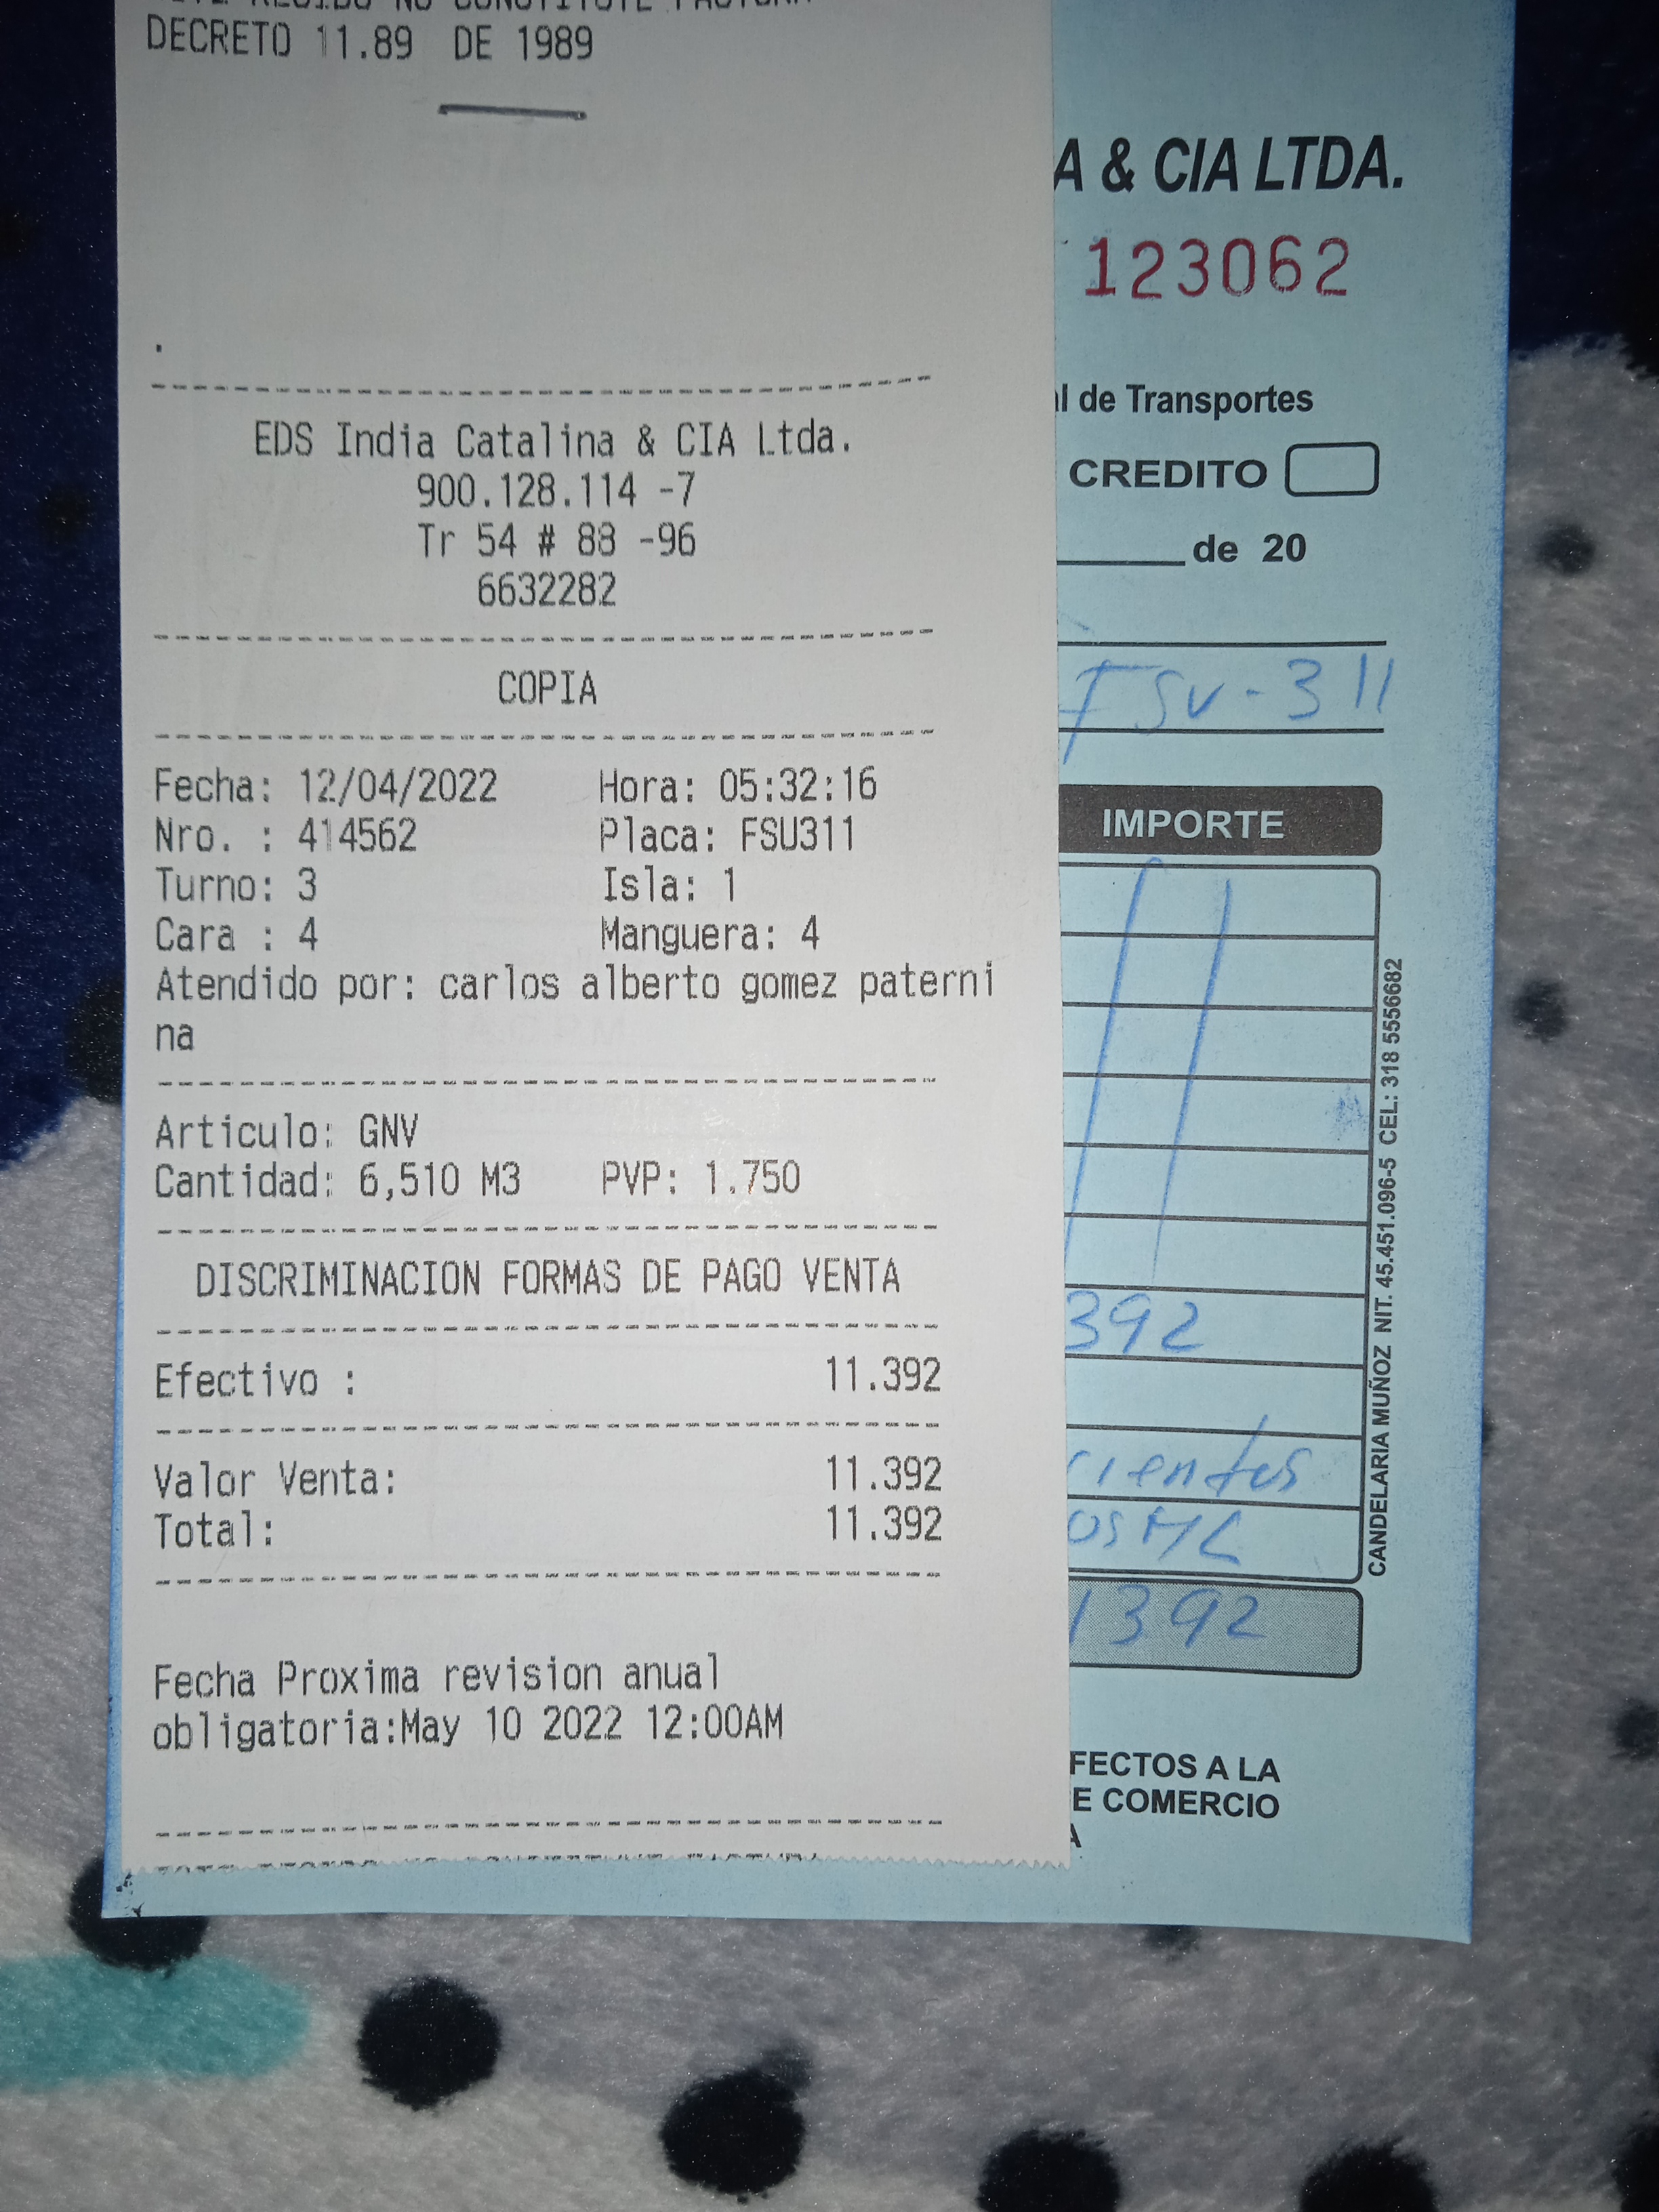 DECRETO 11.89 DE 1989
.
EDS India Catalina & CIA Ltda.
900.128.114 -7
Tr 54 # 88 -96
6632282
COPIA
Fecha: 12/04/2022 Hora: 05:32:16
Nro. : 414562 Placa: FSU311
Turno: 3 Isla: 1
Cara : 4 Manguera: 4
Atendido por: carlos alberto gomez paterni
na
Articulo: GNV
Cantidad: 6,510 M3 PVP: 1.750
DISCRIMINACION FORMAS DE PAGO VENTA
Efectivo : 11.392
Valor Venta: 11.392
Total: 11.392
Fecha Proxima revision anual
obligatoria:May 10 2022 12:00AM
A & CIA LTDA.
123062
l de Transportes
CREDITO
de 20
FSU-311
IMPORTE
392
cientos
os M/C
1392
FECTOS A LA
E COMERCIO
A
CANDELARIA MUÑOZ NIT. 45.451.096-5 CEL: 318 5556682